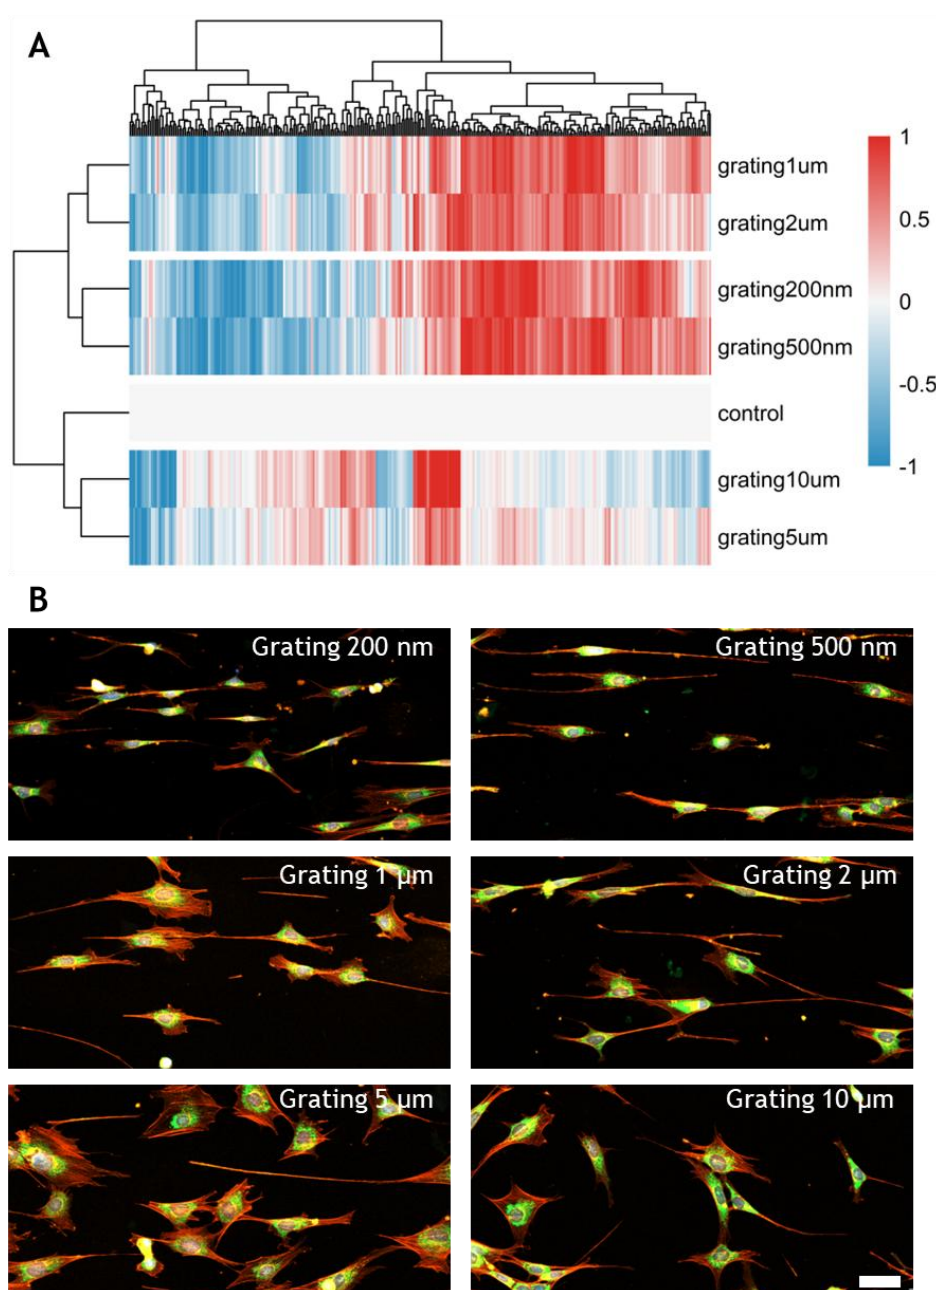 A
grating1um
grating2um
grating200nm
grating500nm
control
grating10um
grating5um
1
0.5
0
-0.5
-1
B
Grating 200 nm
Grating 500 nm
Grating 1 µm
Grating 2 µm
Grating 5 µm
Grating 10 µm